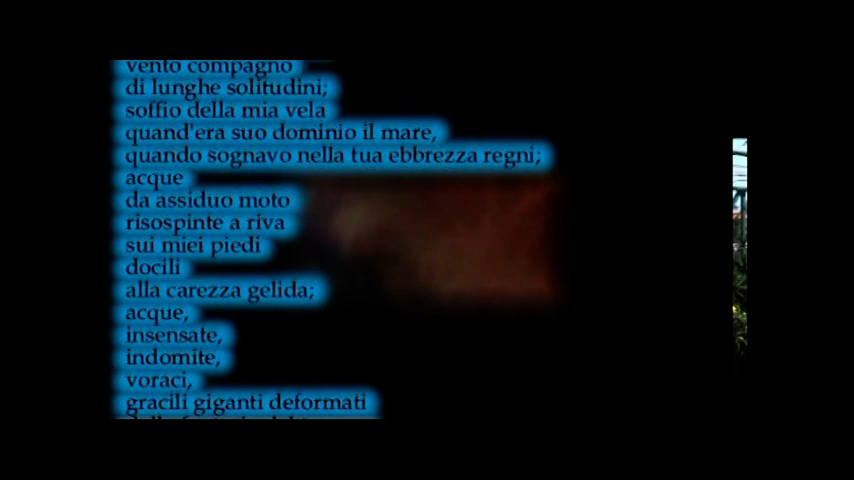 vento compagno
di lunghe solitudini;
soffio della mia vela
quand'era suo dominio il mare,
quando sognavo nella tua ebbrezza regni;
acque
da assiduo moto
risospinte a riva
sui miei piedi
docili
alla carezza gelida;
acque,
insensate,
indomite,
voraci,
gracili giganti deformati